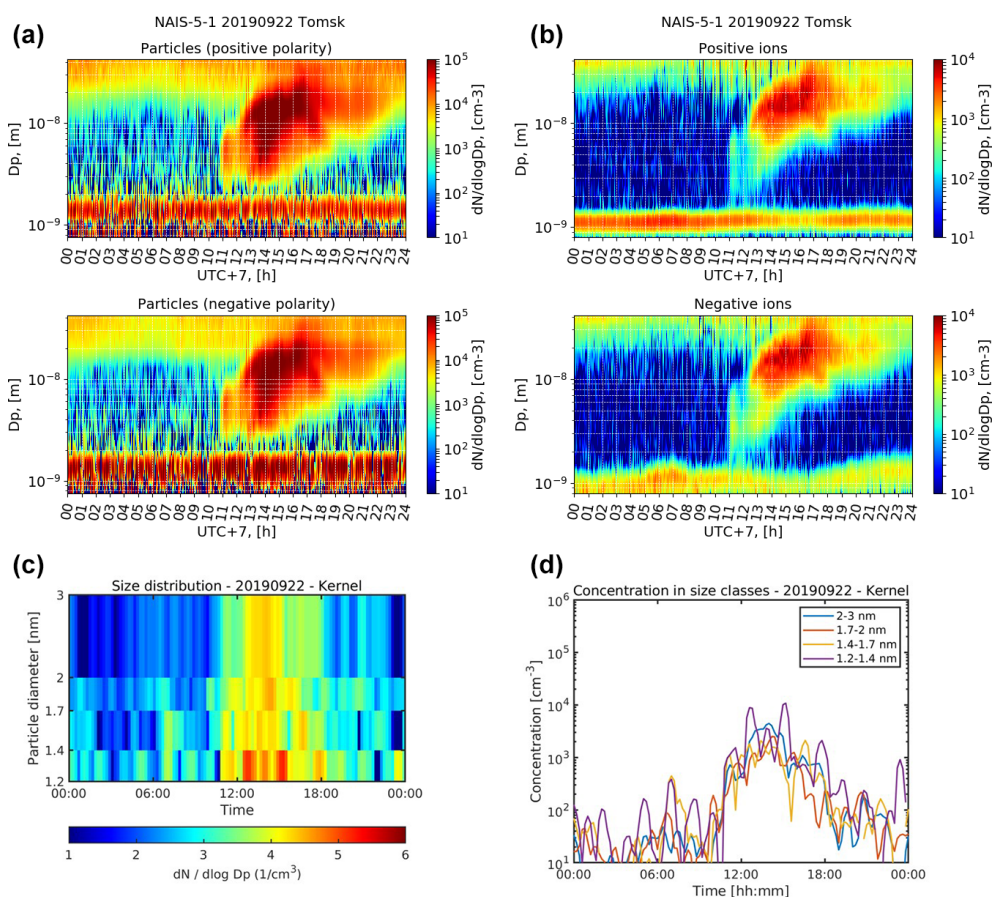 (a)
NAIS-5-1 20190922 Tomsk
Particles (positive polarity)
Dp, [m]
10⁻⁸
10⁻⁹
00 01 02 03 04 05 06 07 08 09 10 11 12 13 14 15 16 17 18 19 20 21 22 23 24
UTC+7, [h]
10⁵
10⁴
10³
10²
10¹
dN/dlogDp, [cm-3]
Particles (negative polarity)
Dp, [m]
10⁻⁸
10⁻⁹
00 01 02 03 04 05 06 07 08 09 10 11 12 13 14 15 16 17 18 19 20 21 22 23 24
UTC+7, [h]
10⁵
10⁴
10³
10²
10¹
dN/dlogDp, [cm-3]
(b)
NAIS-5-1 20190922 Tomsk
Positive ions
Dp, [m]
10⁻⁸
10⁻⁹
00 01 02 03 04 05 06 07 08 09 10 11 12 13 14 15 16 17 18 19 20 21 22 23 24
UTC+7, [h]
10⁴
10³
10²
10¹
dN/dlogDp, [cm-3]
Negative ions
Dp, [m]
10⁻⁸
10⁻⁹
00 01 02 03 04 05 06 07 08 09 10 11 12 13 14 15 16 17 18 19 20 21 22 23 24
UTC+7, [h]
10⁴
10³
10²
10¹
dN/dlogDp, [cm-3]
(c)
Size distribution - 20190922 - Kernel
Particle diameter [nm]
3
2
1.7
1.4
1.2
00:00 06:00 12:00 18:00 00:00
Time
1 2 3 4 5 6
dN / dlog Dp (1/cm³)
(d)
Concentration in size classes - 20190922 - Kernel
Concentration [cm⁻³]
10⁶
10⁵
10⁴
10³
10²
10¹
2-3 nm
1.7-2 nm
1.4-1.7 nm
1.2-1.4 nm
00:00 06:00 12:00 18:00 00:00
Time [hh:mm]